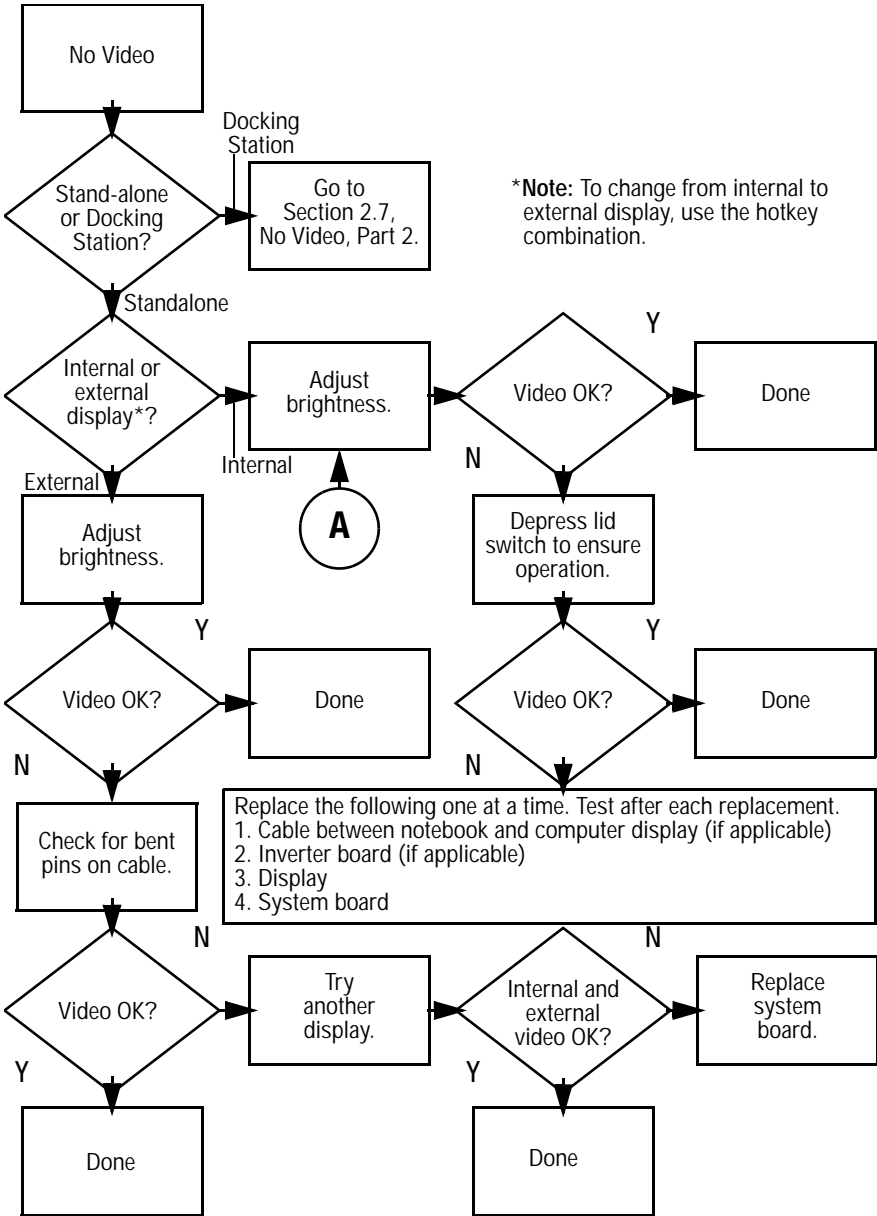 No Video
Docking
Station
Stand-alone
or Docking
Station?
Go to
Section 2.7,
No Video, Part 2.
*Note: To change from internal to
external display, use the hotkey
combination.
Standalone
Internal or
external
display*?
Internal
Adjust
brightness.
A
Video OK?
Y
Done
N
Depress lid
switch to ensure
operation.
Video OK?
Y
Done
N
Replace the following one at a time. Test after each replacement.
1. Cable between notebook and computer display (if applicable)
2. Inverter board (if applicable)
3. Display
4. System board
External
Adjust
brightness.
Video OK?
Y
Done
N
Check for bent
pins on cable.
Video OK?
N
Try
another
display.
Internal and
external
video OK?
N
Replace
system
board.
Y
Done
Y
Done